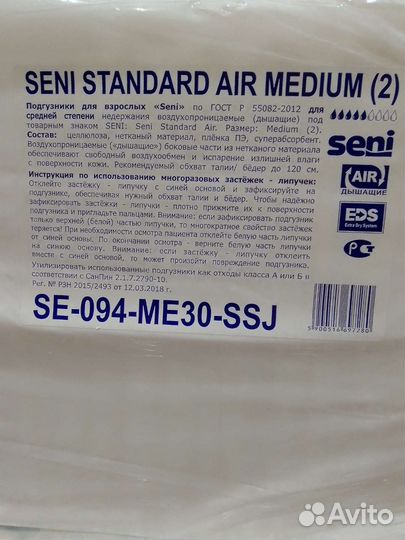 SENI STANDARD AIR MEDIUM (2)
Подгузники для взрослых «Seni» по ГОСТ Р 55082-2012 для
средней степени недержания воздухопроницаемые (дышащие) под
товарным знаком SENI: Seni Standard Air. Размер: Medium (2).
Состав: целлюлоза, нетканый материал, плёнка ПЭ, суперабсорбент.
Воздухопроницаемые («дышащие») боковые части из нетканого материала
обеспечивают свободный воздухообмен и испарение излишней влаги
с поверхности кожи. Рекомендуемый обхват талии/ бёдер до 120 см.
Инструкция по использованию многоразовых застёжек - липучек:
Отклейте застёжку - липучку с синей основой и зафиксируйте на
подгузнике, обеспечивая нужный обхват талии/ бёдер. Чтобы надёжно
зафиксировать застёжки - липучки - плотно прижмите их к поверхности
подгузника и пригладьте пальцами. Внимание: если зафиксировать подгузник
только верхней (белой) частью липучки, то многоразовое свойство застёжек
теряется! При необходимости осмотра пациента отклейте белую часть липучки
от синей основы. По окончании осмотра - верните белую часть липучки
на синюю основу. Внимание: если застёжку - липучку отклеить
вместе с синей основой, то может произойти повреждение подгузника.
Утилизировать использованные подгузники как отходы класса А или Б в
соответствии с СанПин 2.1.7.2790-10.
Рег. № РЗН 2015/2493 от 12.03.2018 г.
SE-094-ME30-SSJ
seni
AIR
ДЫШАЩИЕ
EDS
Extra Dry System
5 900516 697280
Avito